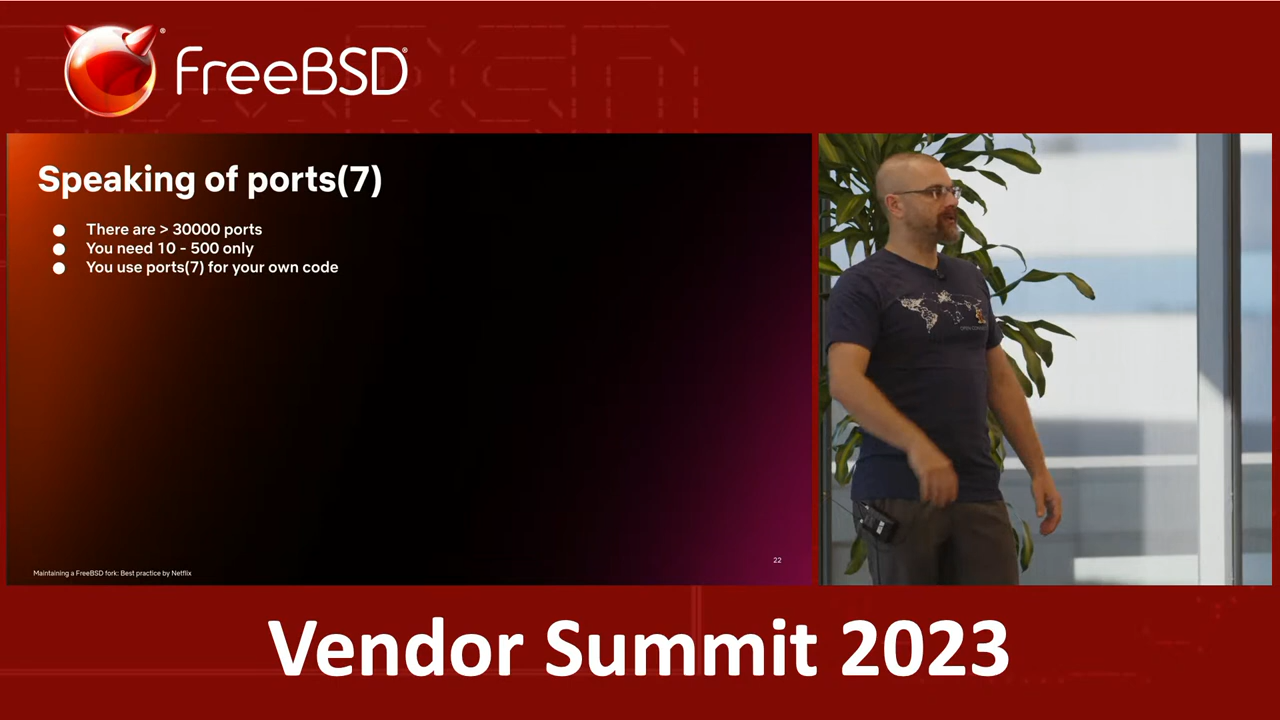 FreeBSD®
Speaking of ports(7)
● There are > 30000 ports
● You need 10 - 500 only
● You use ports(7) for your own code
22
Maintaining a FreeBSD fork: Best practice by Netflix
Vendor Summit 2023